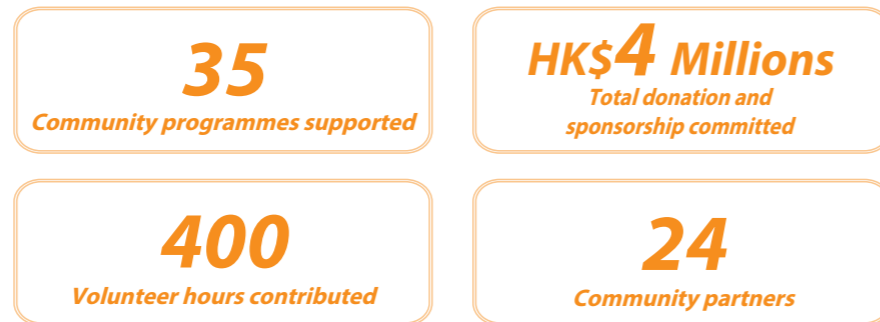 35
Community programmes supported
HK$4 Millions
Total donation and
sponsorship committed
400
Volunteer hours contributed
24
Community partners